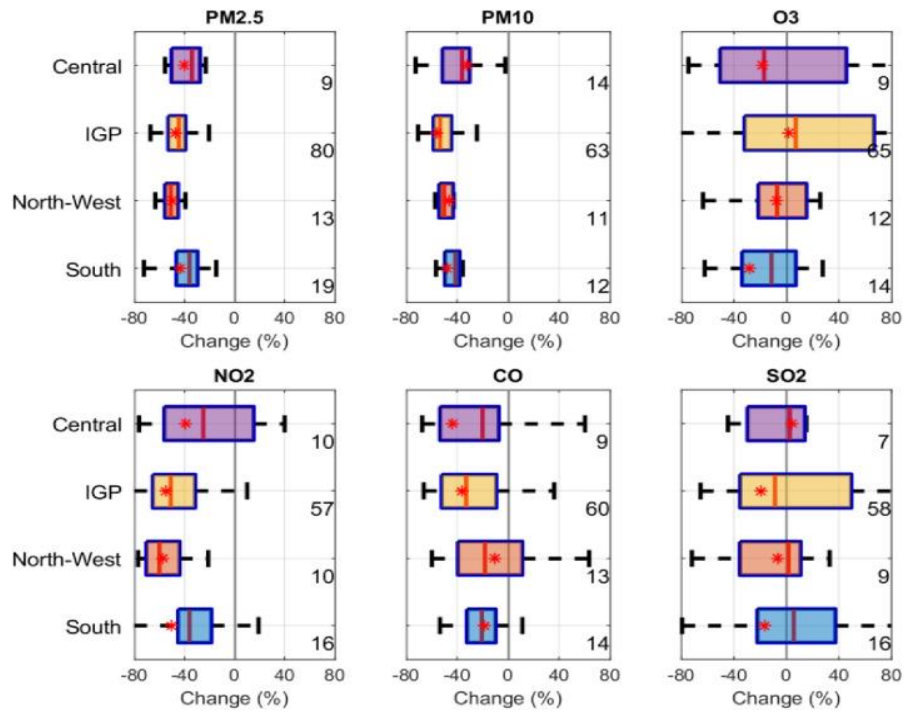 PM2.5 PM10 O3
Central 9 14 9
IGP 80 63 65
North-West 13 11 12
South 19 12 14
-80 -40 0 40 80 -80 -40 0 40 80 -80 -40 0 40 80
Change (%) Change (%) Change (%)
NO2 CO SO2
Central 10 9 7
IGP 57 60 58
North-West 10 13 9
South 16 14 16
-80 -40 0 40 80 -80 -40 0 40 80 -80 -40 0 40 80
Change (%) Change (%) Change (%)